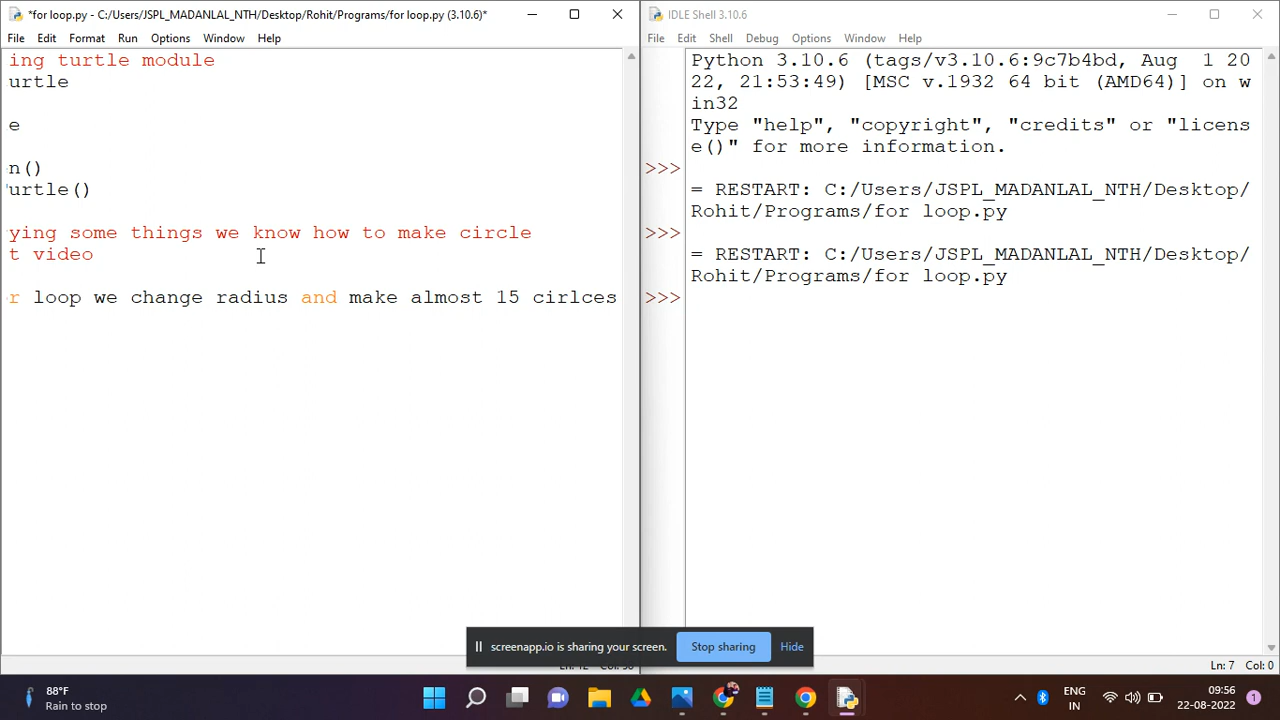 *for loop.py - C:/Users/JSPL_MADANLAL_NTH/Desktop/Rohit/Programs/for loop.py (3.10.6)*
File Edit Format Run Options Window Help
ing turtle module
urtle
e
n()
urtle()
ying some things we know how to make circle
t video
r loop we change radius and make almost 15 cirlces
IDLE Shell 3.10.6
File Edit Shell Debug Options Window Help
Python 3.10.6 (tags/v3.10.6:9c7b4bd, Aug  1 20
22, 21:53:49) [MSC v.1932 64 bit (AMD64)] on w
in32
Type "help", "copyright", "credits" or "licens
e()" for more information.
>>>
= RESTART: C:/Users/JSPL_MADANLAL_NTH/Desktop/
Rohit/Programs/for loop.py
>>>
= RESTART: C:/Users/JSPL_MADANLAL_NTH/Desktop/
Rohit/Programs/for loop.py
>>>
screenapp.io is sharing your screen. Stop sharing Hide
Ln: 7 Col: 0
88°F
Rain to stop
ENG
IN
09:56
22-08-2022
1